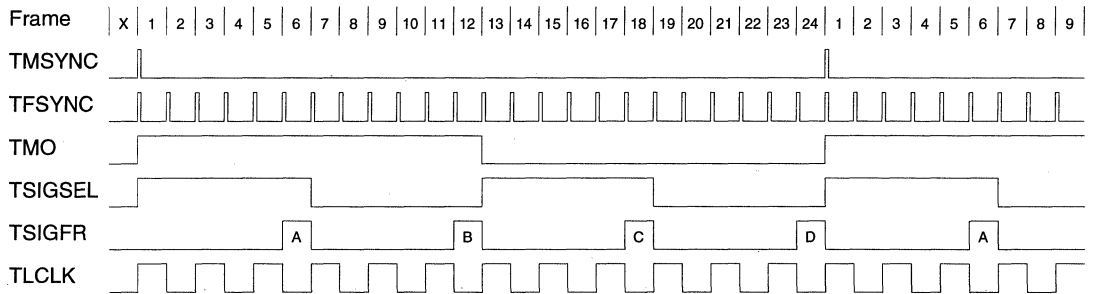 Frame X 1 2 3 4 5 6 7 8 9 10 11 12 13 14 15 16 17 18 19 20 21 22 23 24 1 2 3 4 5 6 7 8 9
TMSYNC
TFSYNC
TMO
TSIGSEL
TSIGFR A B C D A
TLCLK